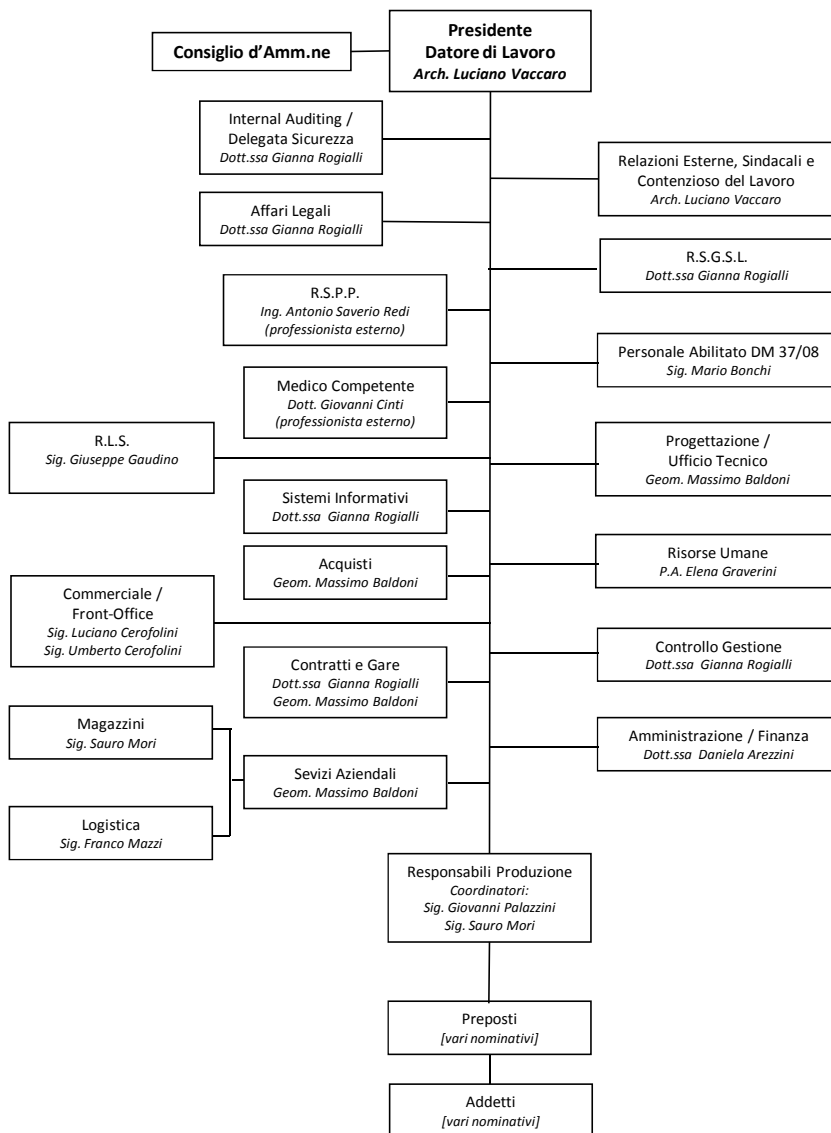 Consiglio d'Amm.ne
Presidente
Datore di Lavoro
Arch. Luciano Vaccaro
Internal Auditing /
Delegata Sicurezza
Dott.ssa Gianna Rogialli
Relazioni Esterne, Sindacali e
Contenzioso del Lavoro
Arch. Luciano Vaccaro
Affari Legali
Dott.ssa Gianna Rogialli
R.S.G.S.L.
Dott.ssa Gianna Rogialli
R.S.P.P.
Ing. Antonio Saverio Redi
(professionista esterno)
Personale Abilitato DM 37/08
Sig. Mario Bonchi
Medico Competente
Dott. Giovanni Cinti
(professionista esterno)
R.L.S.
Sig. Giuseppe Gaudino
Progettazione /
Ufficio Tecnico
Geom. Massimo Baldoni
Sistemi Informativi
Dott.ssa Gianna Rogialli
Acquisti
Geom. Massimo Baldoni
Risorse Umane
P.A. Elena Graverini
Commerciale /
Front-Office
Sig. Luciano Cerofolini
Sig. Umberto Cerofolini
Controllo Gestione
Dott.ssa Gianna Rogialli
Contratti e Gare
Dott.ssa Gianna Rogialli
Geom. Massimo Baldoni
Magazzini
Sig. Sauro Mori
Amministrazione / Finanza
Dott.ssa Daniela Arezzini
Sevizi Aziendali
Geom. Massimo Baldoni
Logistica
Sig. Franco Mazzi
Responsabili Produzione
Coordinatori:
Sig. Giovanni Palazzini
Sig. Sauro Mori
Preposti
[vari nominativi]
Addetti
[vari nominativi]